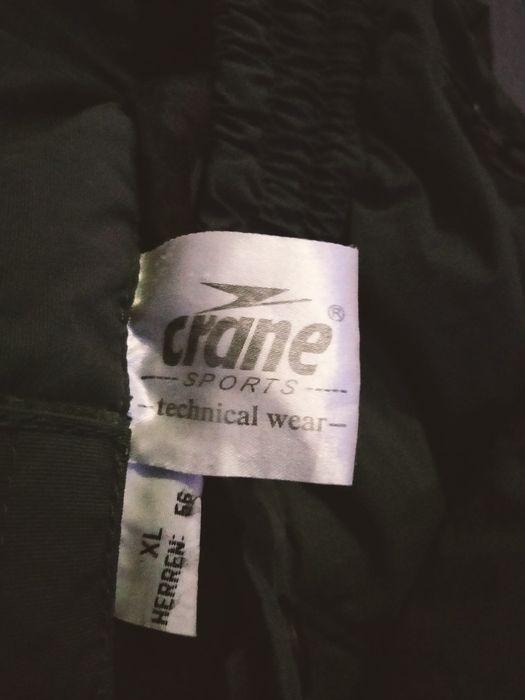 crane®
SPORTS
technical wear
XL
HERREN: 56